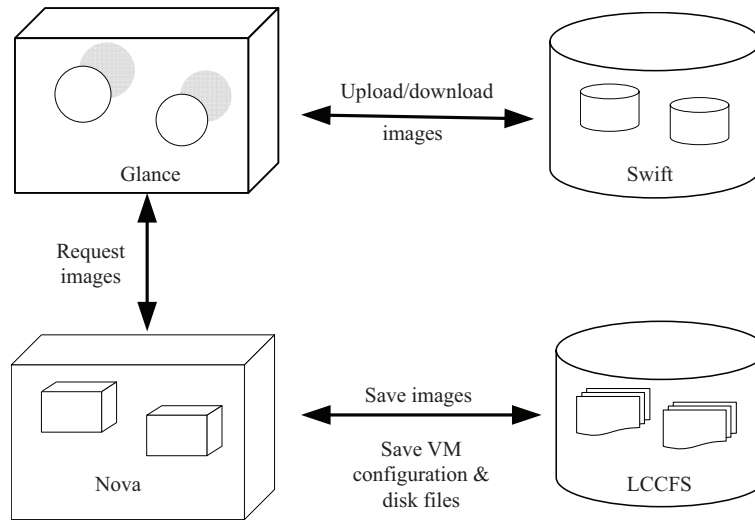 Upload/download
images
Glance
Swift
Request
images
Save images
Save VM
configuration &
disk files
Nova
LCCFS